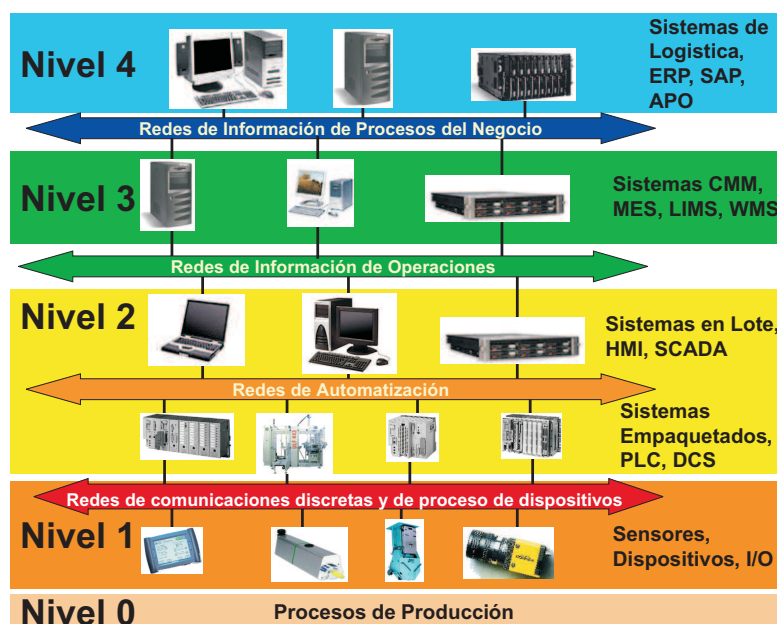 Nivel 4
Sistemas de
Logistica,
ERP, SAP,
APO
Redes de Información de Procesos del Negocio
Nivel 3
Sistemas CMM,
MES, LIMS, WMS
Redes de Información de Operaciones
Nivel 2
Sistemas en Lote,
HMI, SCADA
Redes de Automatización
Sistemas
Empaquetados,
PLC, DCS
Redes de comunicaciones discretas y de proceso de dispositivos
Nivel 1
Sensores,
Dispositivos, I/O
Nivel 0
Procesos de Producción